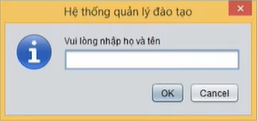 Hệ thống quản lý đào tạo
Vui lòng nhập họ và tên
OK Cancel